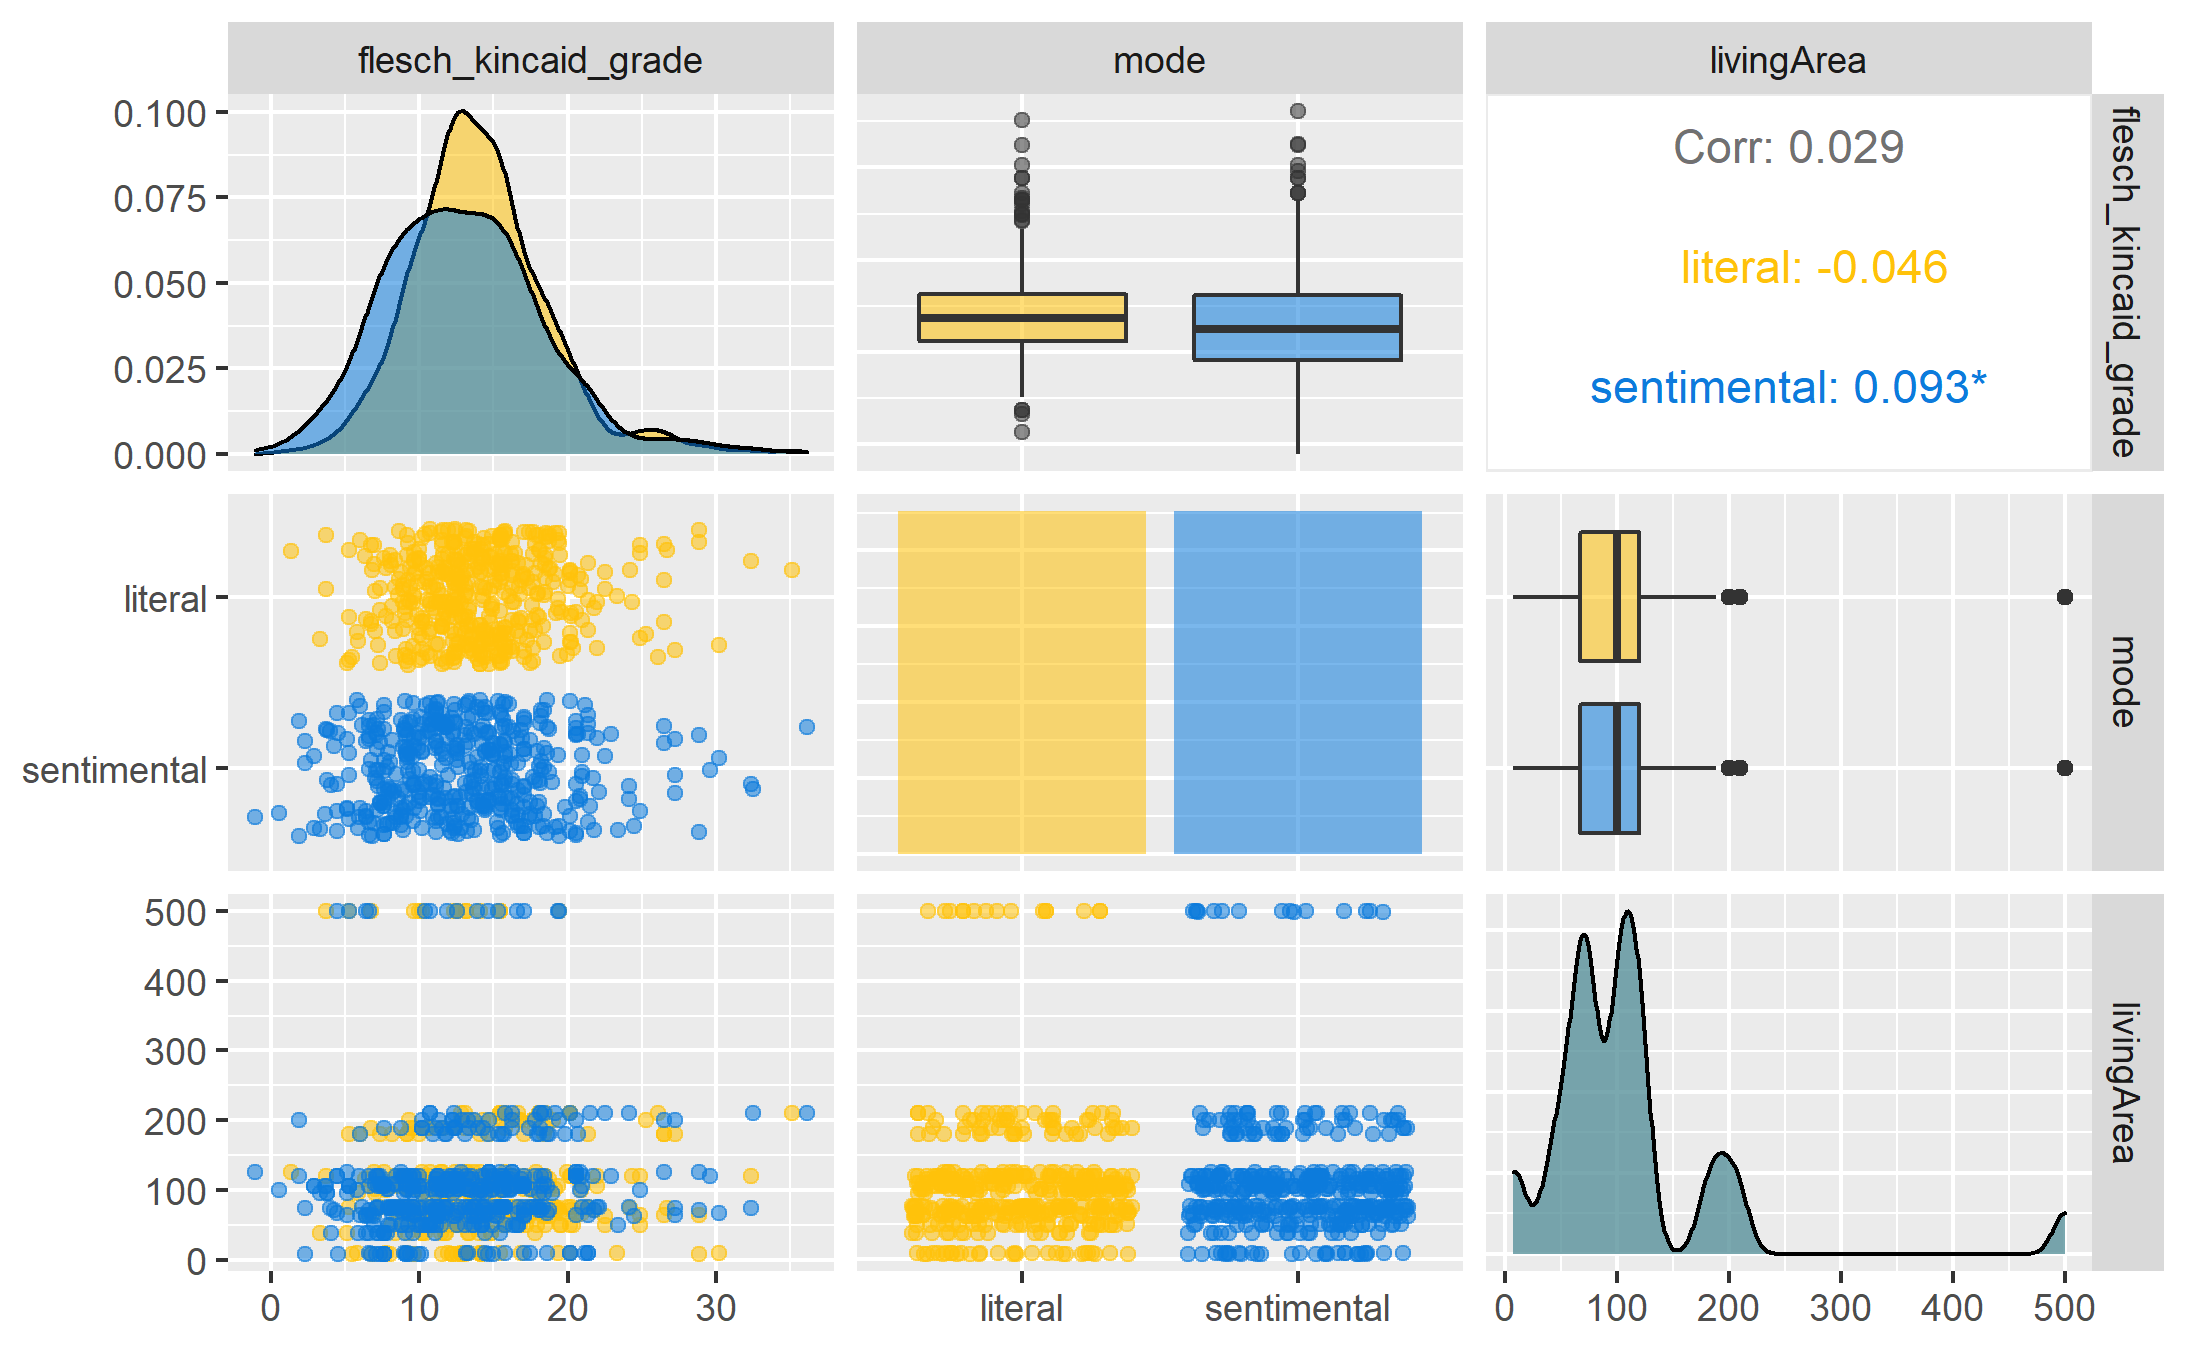 flesch_kincaid_grade
mode
livingArea
0.100
0.075
0.050
0.025
0.000
Corr: 0.029
literal: -0.046
sentimental: 0.093*
flesch_kincaid_grade
literal
sentimental
mode
500
400
300
200
100
0
livingArea
0 10 20 30
literal sentimental
0 100 200 300 400 500